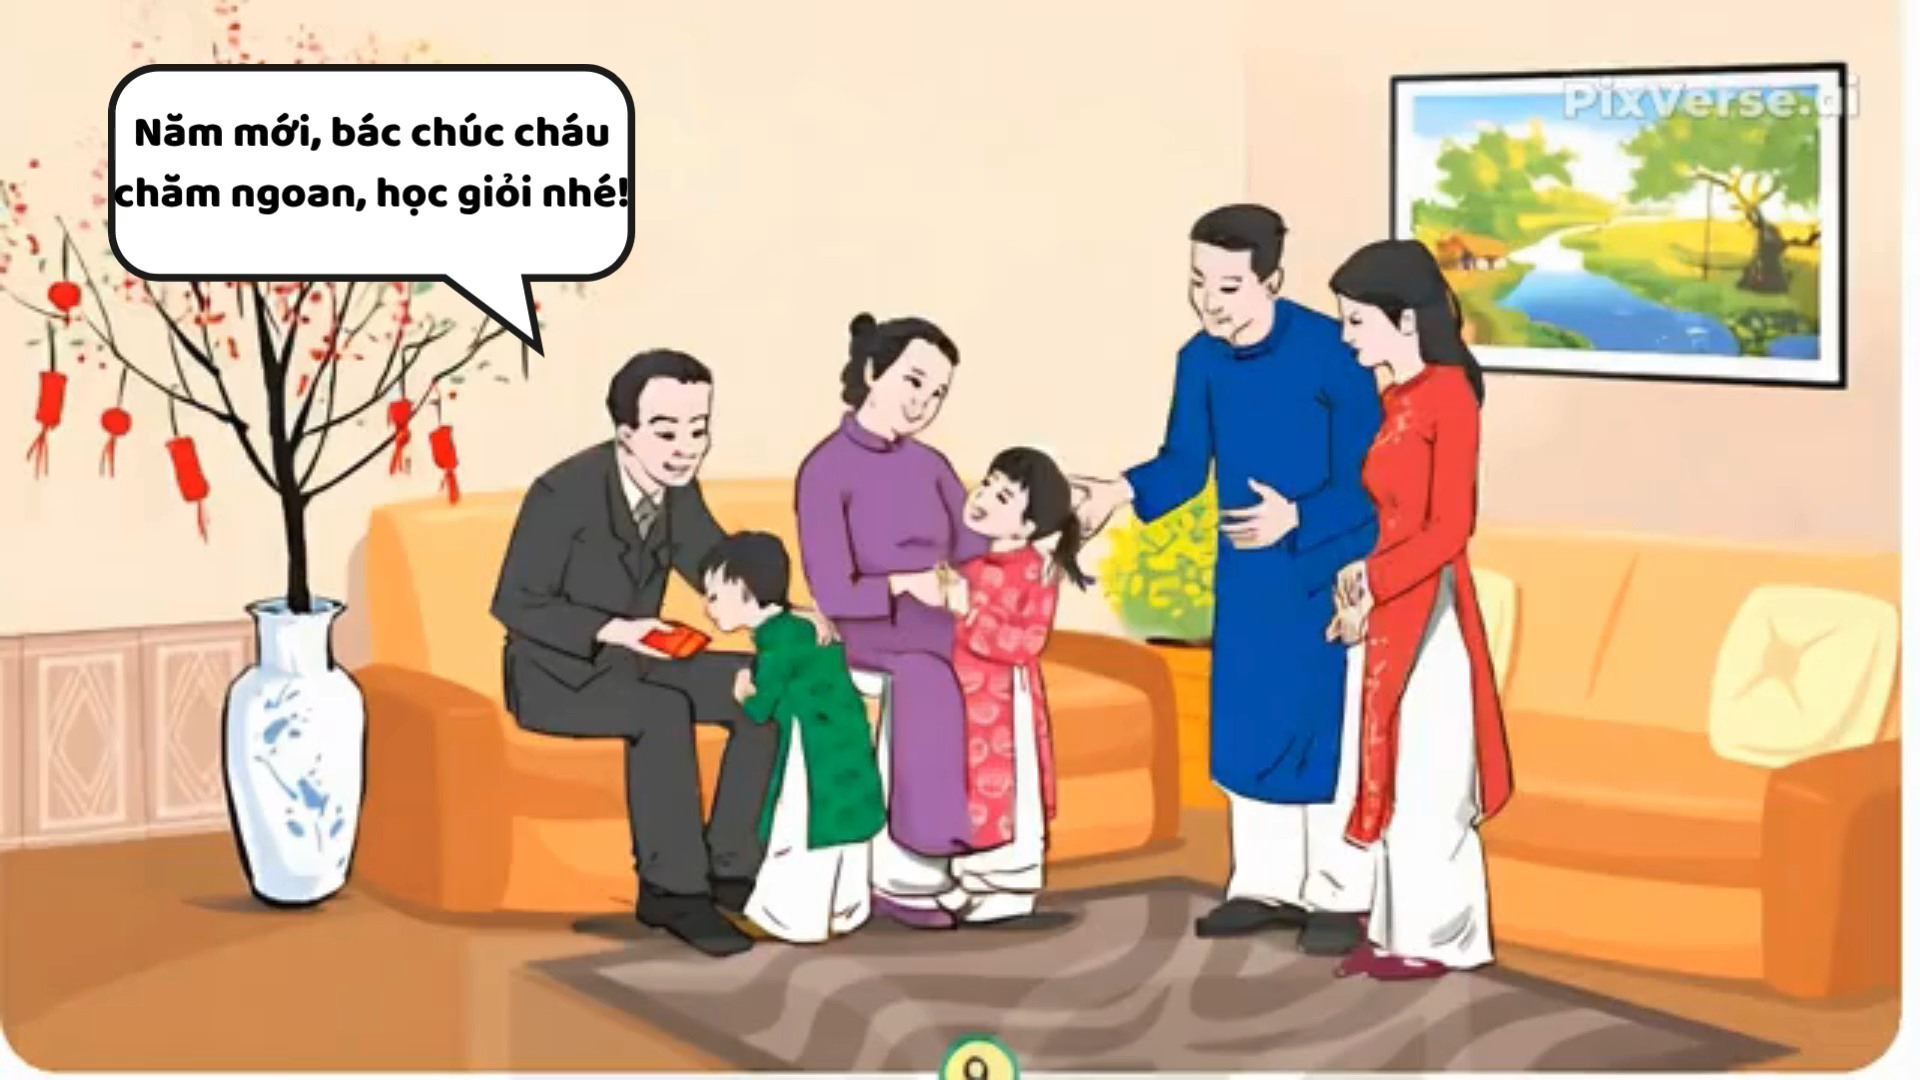 Năm mới, bác chúc cháu
chăm ngoan, học giỏi nhé!
PixVerse.ai
9